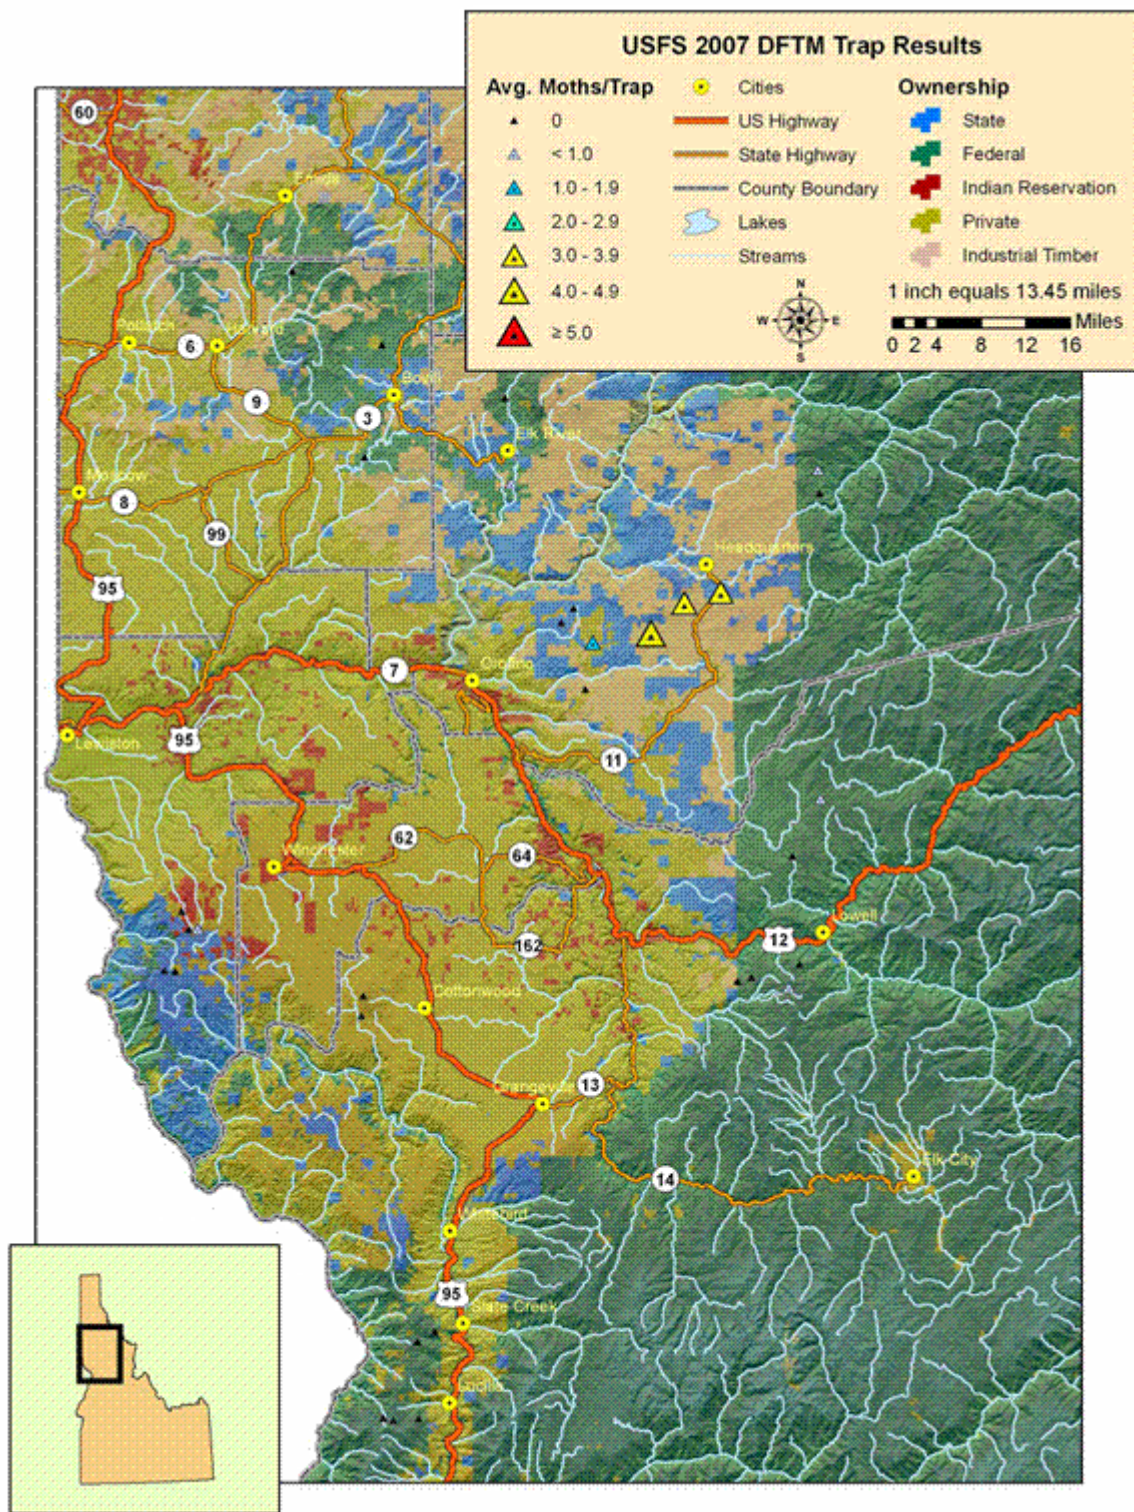 USFS 2007 DFTM Trap Results
Avg. Moths/Trap
0
< 1.0
1.0 - 1.9
2.0 - 2.9
3.0 - 3.9
4.0 - 4.9
≥ 5.0
Cities
US Highway
State Highway
County Boundary
Lakes
Streams
Ownership
State
Federal
Indian Reservation
Private
Industrial Timber
N
W E
S
1 inch equals 13.45 miles
Miles
0 2 4 8 12 16
60
Potlatch
6
Harvard
9
3
Bovill
Elk River
Moscow
8
99
Headquarters
95
7
Orofino
Lewiston
95
11
62
Winchester
64
Lowell
12
162
Cottonwood
13
Grangeville
14
Elk City
Whitebird
95
Slate Creek
Lucile